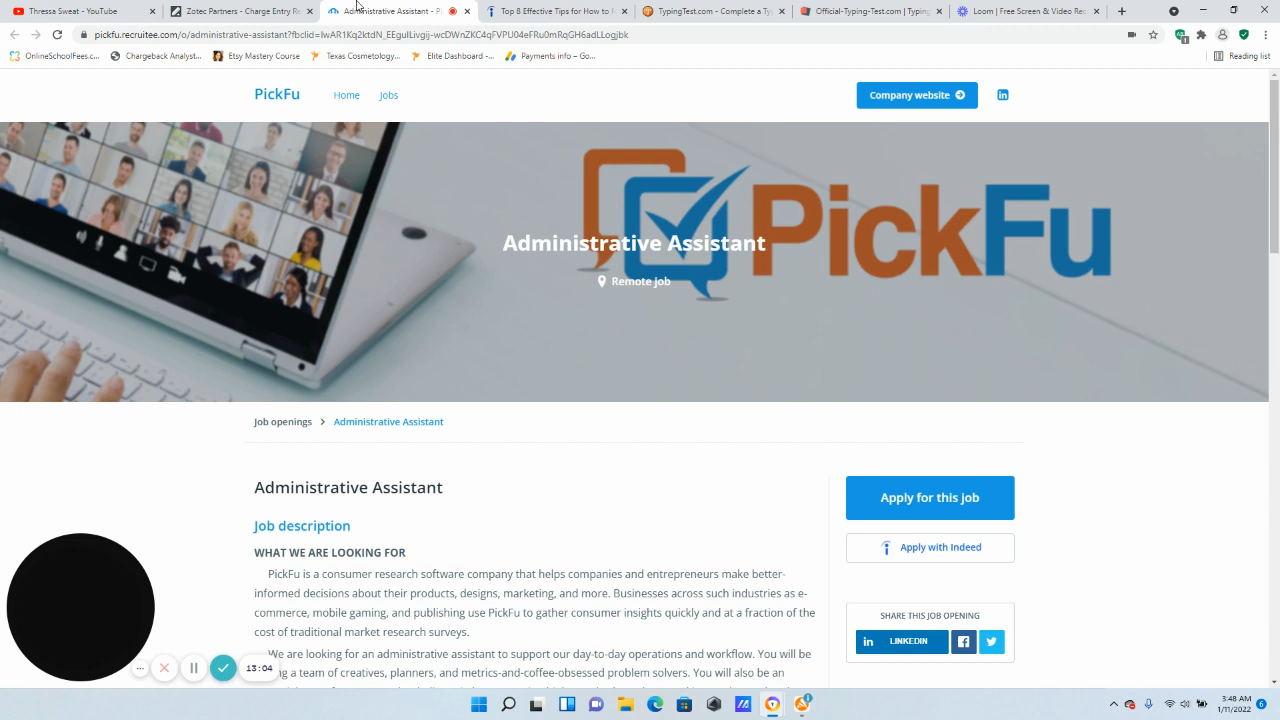 Thressa Sweat - YouTube
Zotec Partners - Chargeback E
Administrative Assistant - Pi
Top 8 Effective Tips for How to
TypingTest.com - Complete a Ty
Official TypingTest.com : Typing
Loom | Free Screen & Video Rec
pickfu.recruitee.com/o/administrative-assistant?fbclid=IwAR1Kq2ktdN_EEgulLivgij-wcDWnZKC4qFVPU04eFRu0mRqGH6adLLogjbk
OnlineSchoolFees.c...
Chargeback Analyst...
Etsy Mastery Course
Texas Cosmetology...
Elective Modules -...
Payments info – Go...
Reading list
PickFu
Home
Jobs
Company website
PickFu
Administrative Assistant
Remote job
Job openings
Administrative Assistant
Administrative Assistant
Apply for this job
Job description
Apply with Indeed
WHAT WE ARE LOOKING FOR
PickFu is a consumer research software company that helps companies and entrepreneurs make better-
informed decisions about their products, designs, marketing, and more. Businesses across such industries as e-
commerce, mobile gaming, and publishing use PickFu to gather consumer insights quickly and at a fraction of the
cost of traditional market research surveys.
SHARE THIS JOB OPENING
LINKEDIN
We are looking for an administrative assistant to support our day-to-day operations and workflow. You will be
a team of creatives, planners, and metrics-and-coffee-obsessed problem solvers. You will also be an
13:04
3:48 AM
1/11/2022